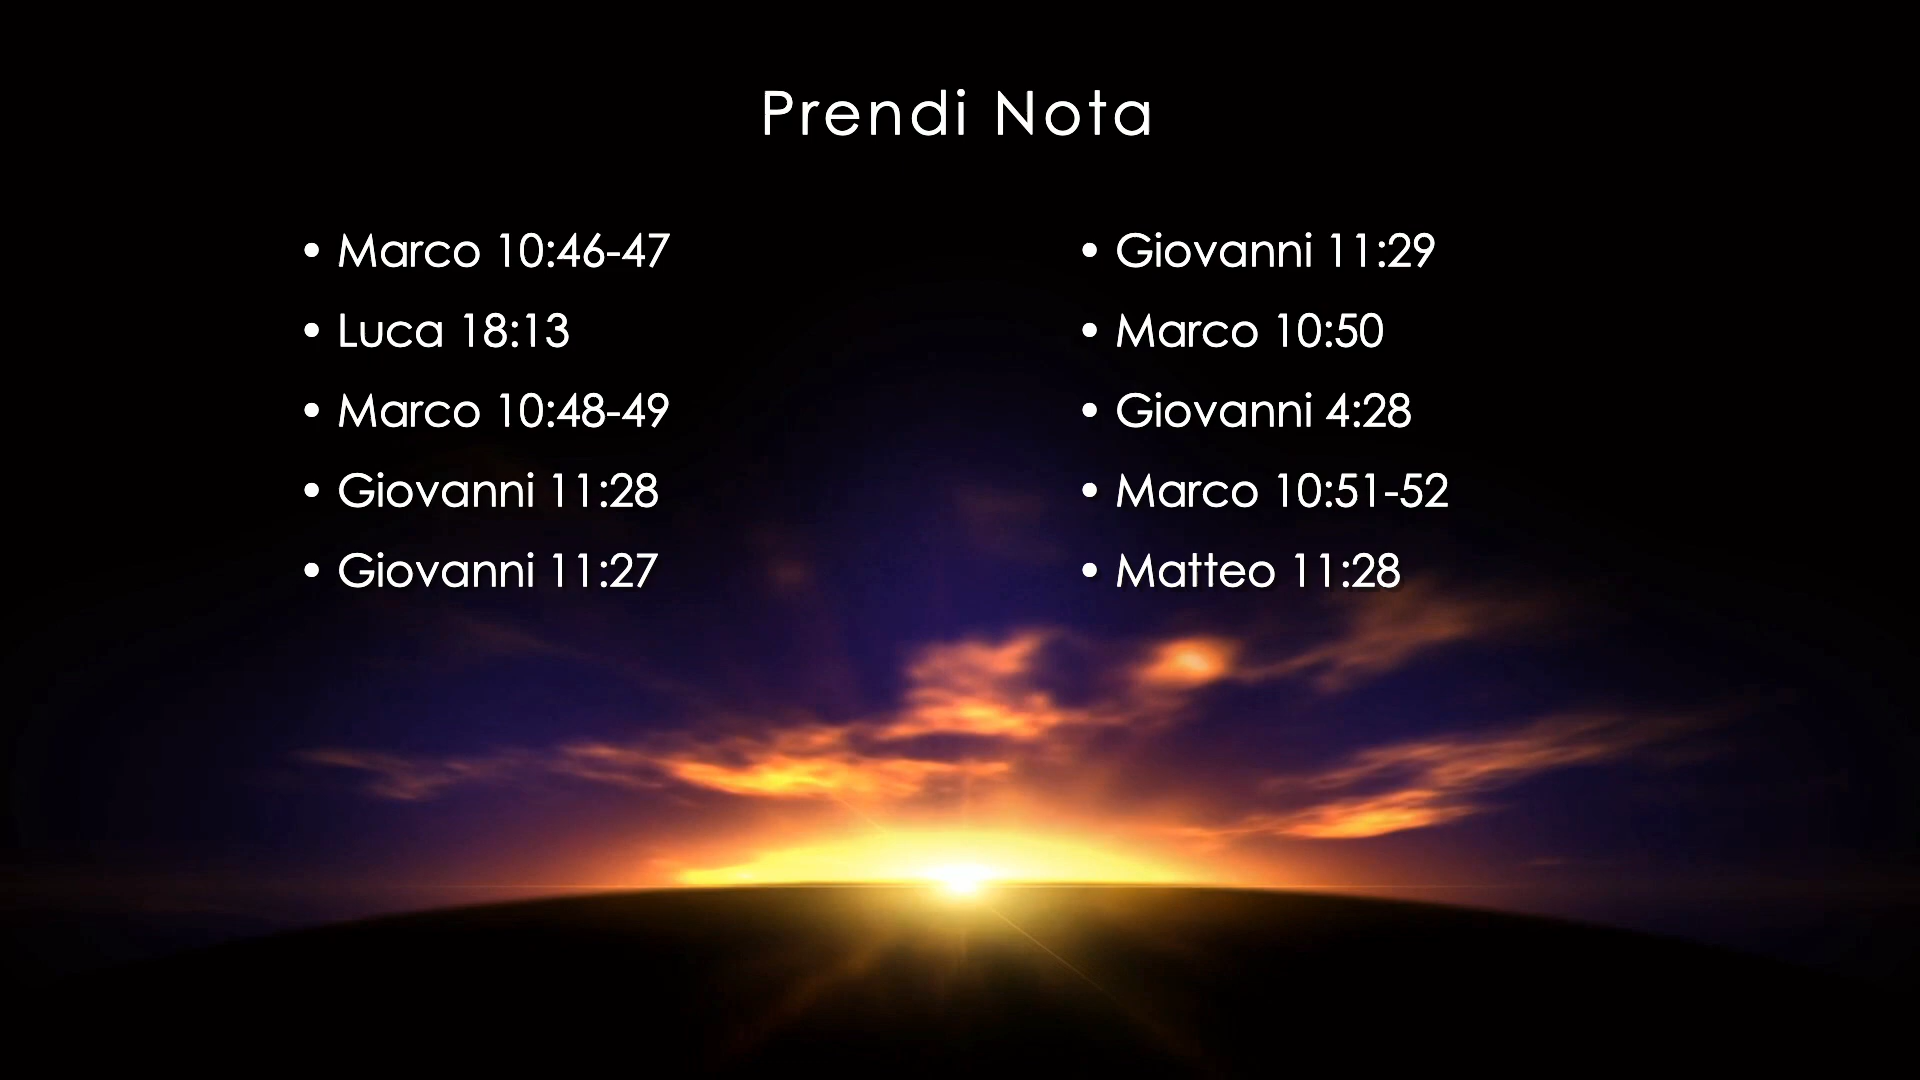 Prendi Nota
• Marco 10:46-47
• Luca 18:13
• Marco 10:48-49
• Giovanni 11:28
• Giovanni 11:27
• Giovanni 11:29
• Marco 10:50
• Giovanni 4:28
• Marco 10:51-52
• Matteo 11:28